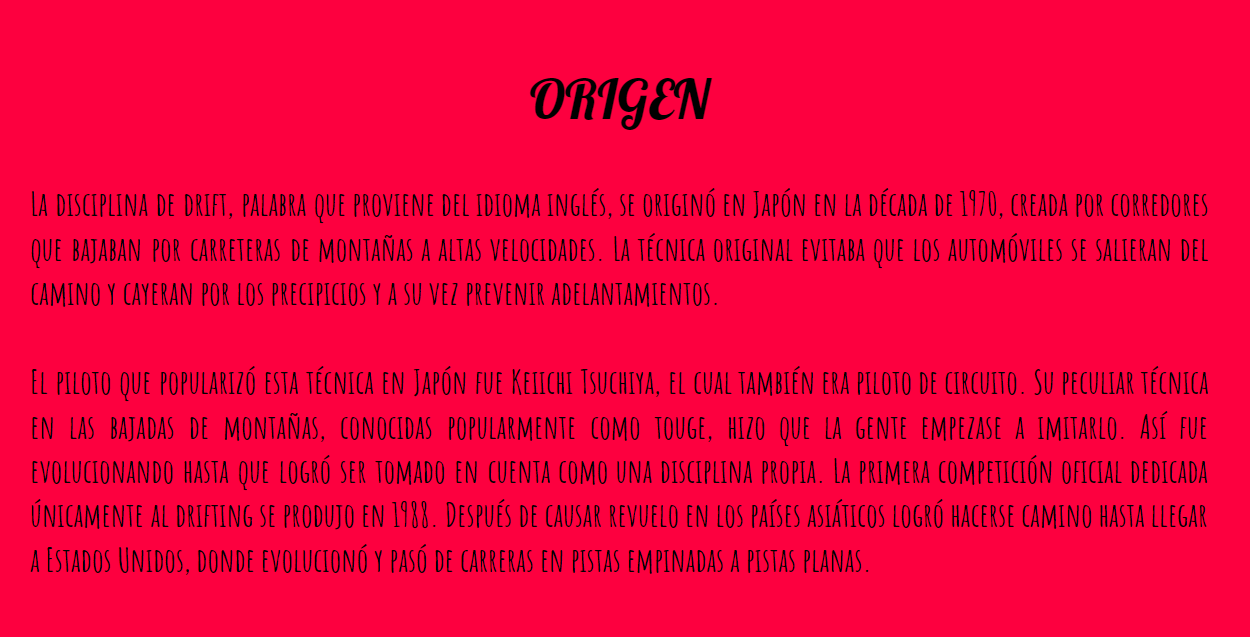 ORIGEN
La disciplina de drift, palabra que proviene del idioma inglés, se originó en Japón en la década de 1970, creada por corredores
que bajaban por carreteras de montañas a altas velocidades. La técnica original evitaba que los automóviles se salieran del
camino y cayeran por los precipicios y a su vez prevenir adelantamientos.
El piloto que popularizó esta técnica en Japón fue Keiichi Tsuchiya, el cual también era piloto de circuito. Su peculiar técnica
en las bajadas de montañas, conocidas popularmente como touge, hizo que la gente empezase a imitarlo. Así fue
evolucionando hasta que logró ser tomado en cuenta como una disciplina propia. La primera competición oficial dedicada
únicamente al drifting se produjo en 1988. Después de causar revuelo en los países asiáticos logró hacerse camino hasta llegar
a Estados Unidos, donde evolucionó y pasó de carreras en pistas empinadas a pistas planas.